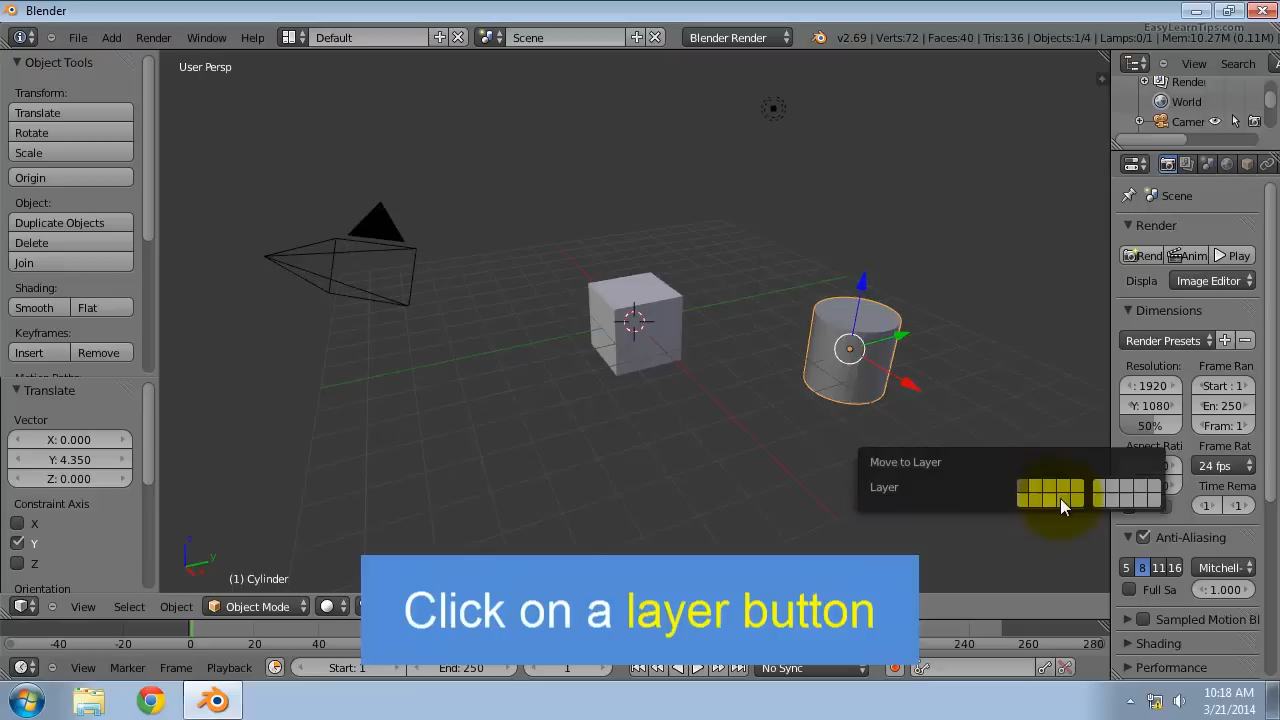 Blender
File Add Render Window Help Default Scene Blender Render v2.69 | Verts:72 | Faces:40 | Tris:136 | Objects:1/4 | Lamps:0/1 | Mem:10.27M (0.11M)
EasyLearnTips.com
Object Tools
Transform:
Translate
Rotate
Scale
Origin
Object:
Duplicate Objects
Delete
Join
Shading:
Smooth Flat
Keyframes:
Insert Remove
Translate
Vector
X: 0.000
Y: 4.350
Z: 0.000
Constraint Axis
X
Y
Z
Orientation
User Persp
Move to Layer
Layer
z
y
(1) Cylinder
View Select Object Object Mode
Click on a layer button
View Search
Render
World
Camer
Scene
Render
Rend Anim Play
Displa Image Editor
Dimensions
Render Presets
Resolution: Frame Ran
: 1920 Start : 1
Y: 1080 En: 250
50% Fram: 1
Aspect Rati Frame Rat
24 fps
Time Rema
: 1 : 1
Anti-Aliasing
5 8 11 16 Mitchell-
Full Sa : 1.000
Sampled Motion Bl
Shading
Performance
-40 -20 0 20 40 240 260 280
View Marker Frame Playback Start: 1 End: 250 1 No Sync
10:18 AM
3/21/2014